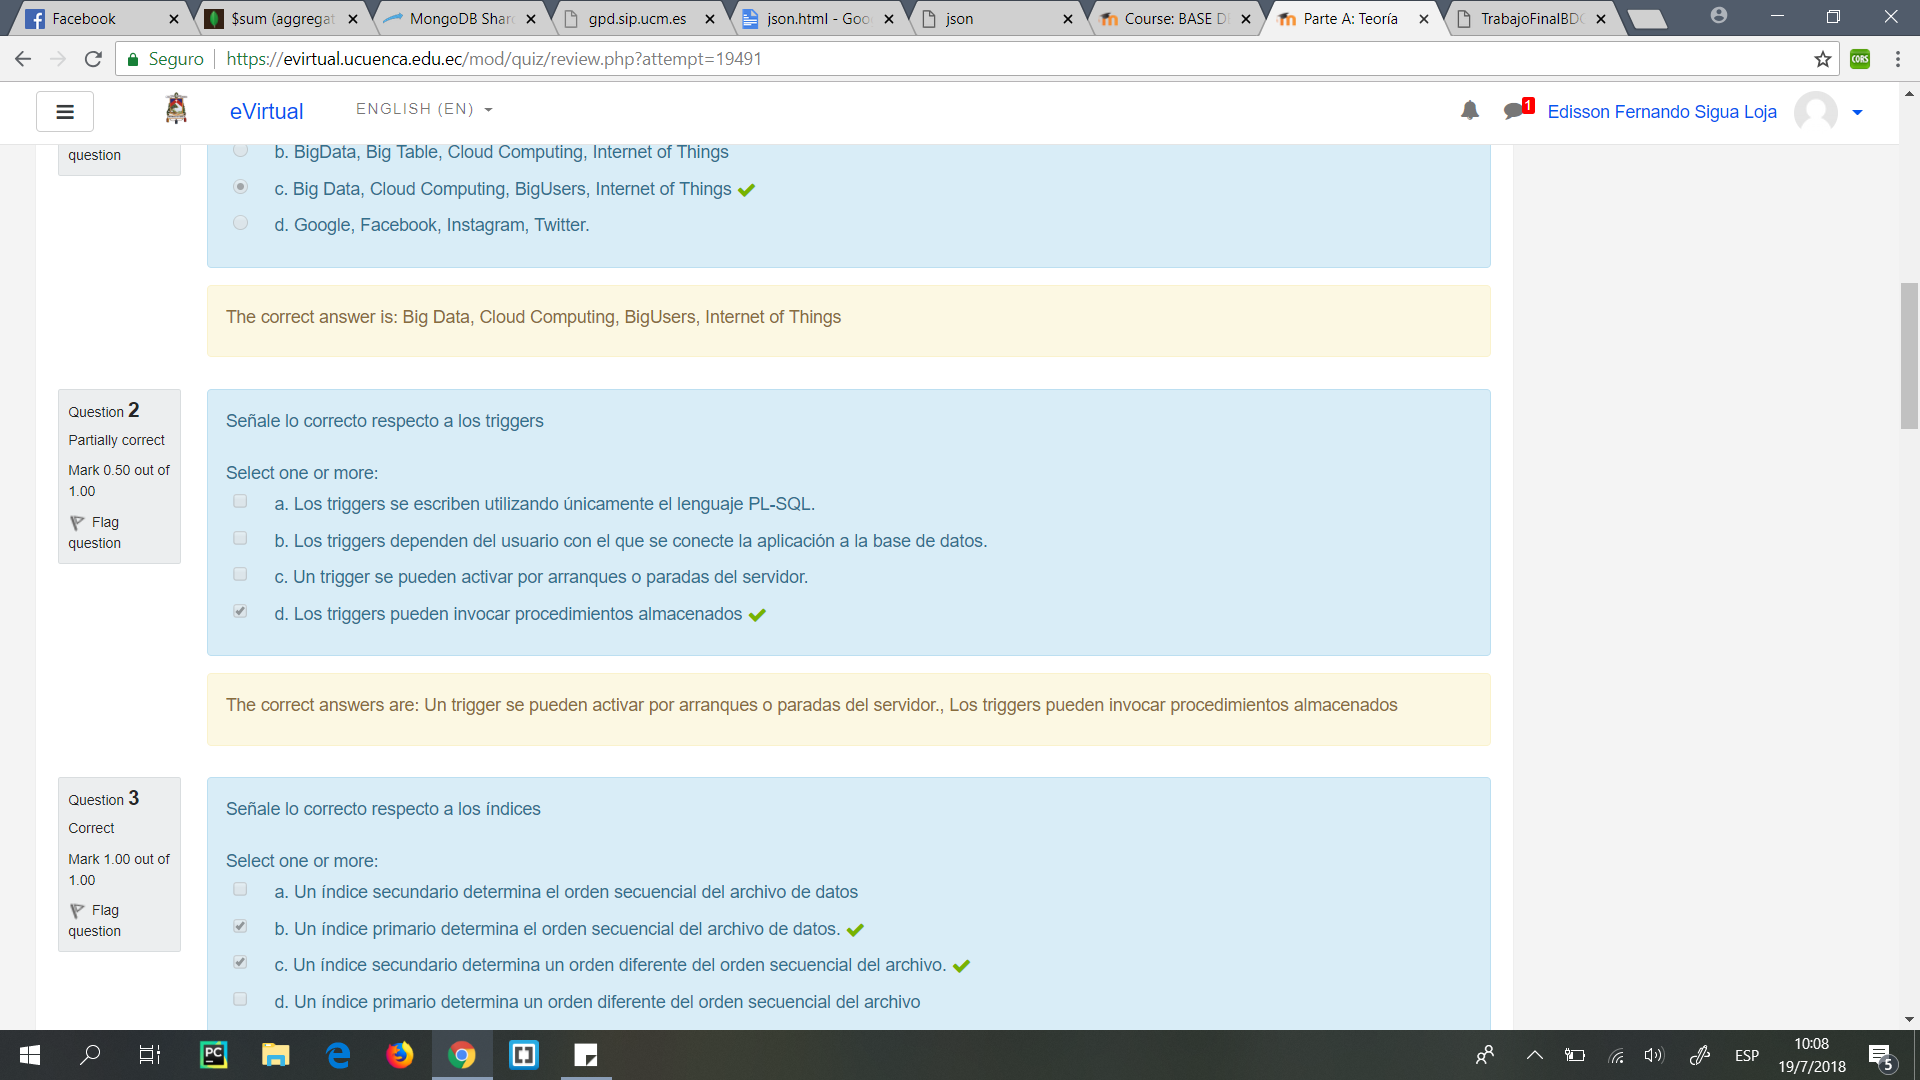 Facebook
$sum (aggregat
MongoDB Shar
gpd.sip.ucm.es
json.html - Goo
json
Course: BASE D
Parte A: Teoría
TrabajoFinalBD
Seguro
https://evirtual.ucuenca.edu.ec/mod/quiz/review.php?attempt=19491
CORS
eVirtual
ENGLISH (EN)
1
Edisson Fernando Sigua Loja
question
b. BigData, Big Table, Cloud Computing, Internet of Things
c. Big Data, Cloud Computing, BigUsers, Internet of Things
d. Google, Facebook, Instagram, Twitter.
The correct answer is: Big Data, Cloud Computing, BigUsers, Internet of Things
Question 2
Partially correct
Mark 0.50 out of
1.00
Flag
question
Señale lo correcto respecto a los triggers
Select one or more:
a. Los triggers se escriben utilizando únicamente el lenguaje PL-SQL.
b. Los triggers dependen del usuario con el que se conecte la aplicación a la base de datos.
c. Un trigger se pueden activar por arranques o paradas del servidor.
d. Los triggers pueden invocar procedimientos almacenados
The correct answers are: Un trigger se pueden activar por arranques o paradas del servidor., Los triggers pueden invocar procedimientos almacenados
Question 3
Correct
Mark 1.00 out of
1.00
Flag
question
Señale lo correcto respecto a los índices
Select one or more:
a. Un índice secundario determina el orden secuencial del archivo de datos
b. Un índice primario determina el orden secuencial del archivo de datos.
c. Un índice secundario determina un orden diferente del orden secuencial del archivo.
d. Un índice primario determina un orden diferente del orden secuencial del archivo
PC
ESP
10:08
19/7/2018
5